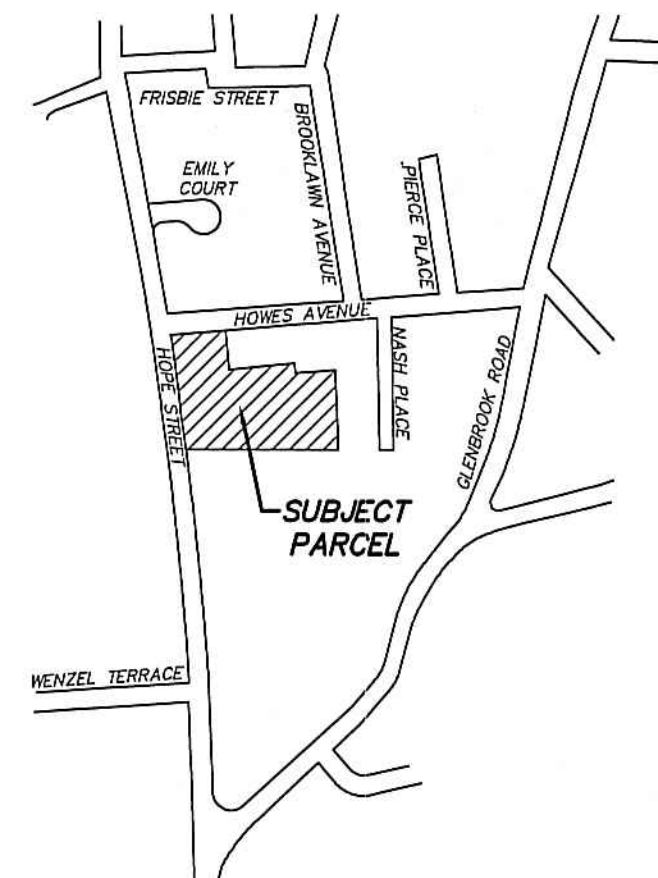 FRISBIE STREET
EMILY
COURT
BROOKLAWN AVENUE
PIERCE PLACE
HOWES AVENUE
HOPE STREET
NASH PLACE
GLENBROOK ROAD
SUBJECT
PARCEL
WENZEL TERRACE